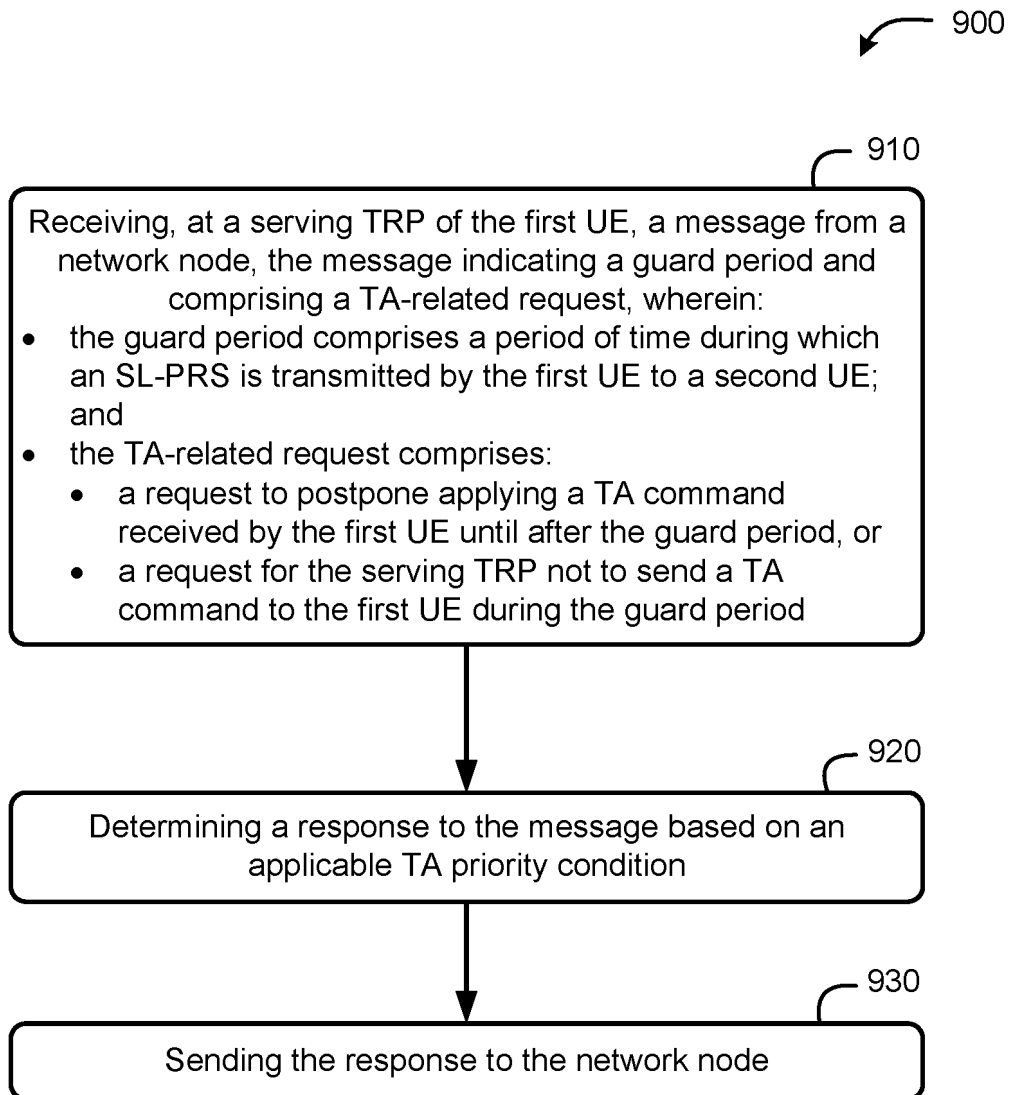 900
910
Receiving, at a serving TRP of the first UE, a message from a
network node, the message indicating a guard period and
comprising a TA-related request, wherein:
• the guard period comprises a period of time during which
an SL-PRS is transmitted by the first UE to a second UE;
and
• the TA-related request comprises:
• a request to postpone applying a TA command
received by the first UE until after the guard period, or
• a request for the serving TRP not to send a TA
command to the first UE during the guard period
920
Determining a response to the message based on an
applicable TA priority condition
930
Sending the response to the network node